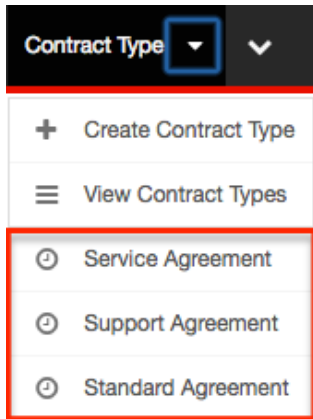 Contract Type
Create Contract Type
View Contract Types
Service Agreement
Support Agreement
Standard Agreement